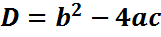 D = b² − 4ac